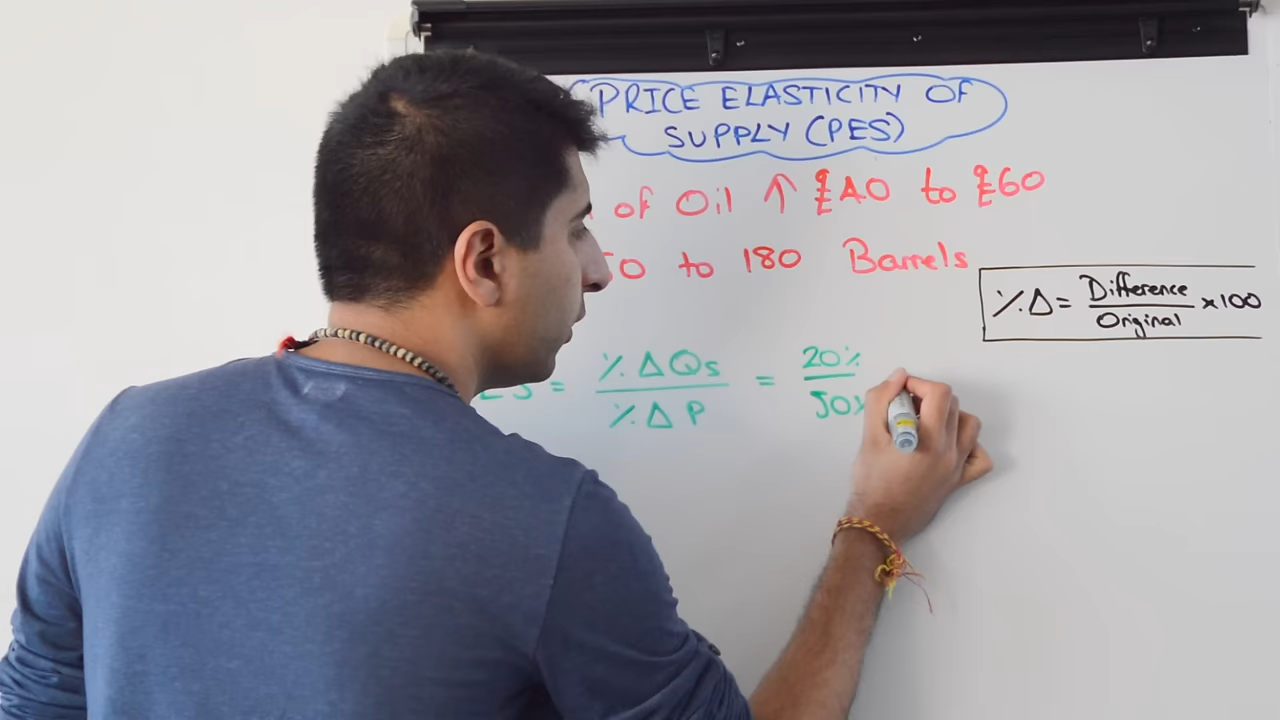 PRICE ELASTICITY OF
SUPPLY (PES)
of Oil ↑ £40 to £60
50 to 180 Barrels
%Δ = Difference / Original × 100
= %ΔQs / %ΔP = 20% / 50%